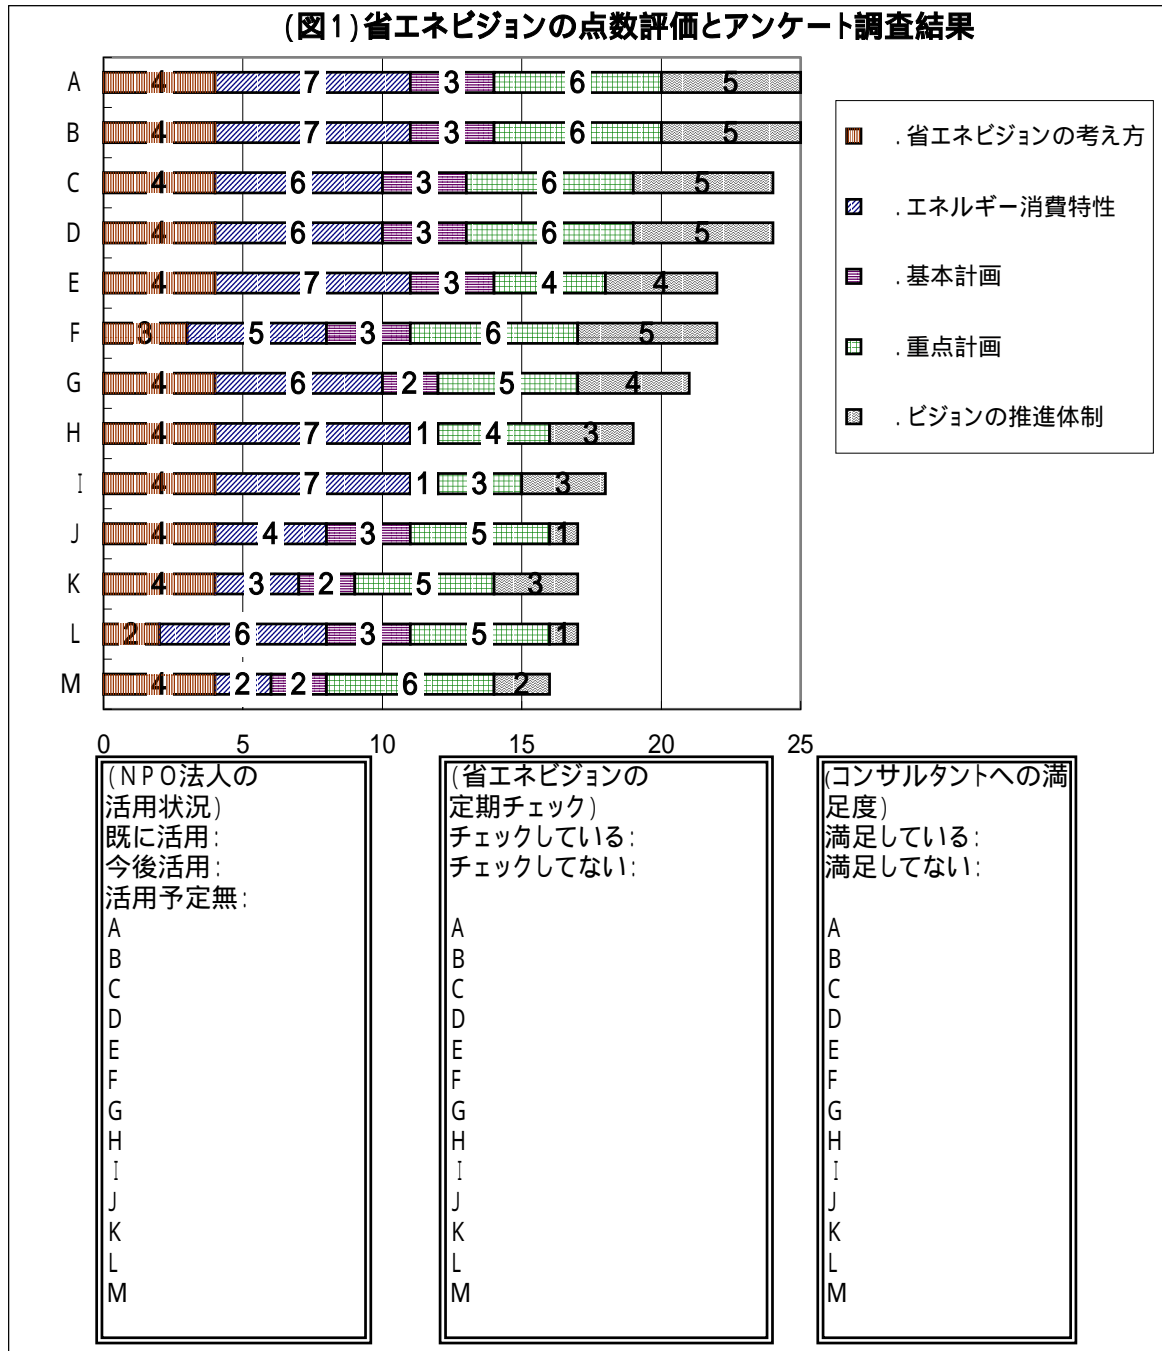 (図1)省エネビジョンの点数評価とアンケート調査結果
A 4 7 3 6 5
B 4 7 3 6 5
C 4 6 3 6 5
D 4 6 3 6 5
E 4 7 3 4 4
F 3 5 3 6 5
G 4 6 2 5 4
H 4 7 1 4 3
I 4 7 1 3 3
J 4 4 3 5 1
K 4 3 2 5 3
L 2 6 3 5 1
M 4 2 2 6 2
0 5 10 15 20 25
.省エネビジョンの考え方
.エネルギー消費特性
.基本計画
.重点計画
.ビジョンの推進体制
(NPO法人の
活用状況)
既に活用:
今後活用:
活用予定無:
A
B
C
D
E
F
G
H
I
J
K
L
M
(省エネビジョンの
定期チェック)
チェックしている:
チェックしてない:
A
B
C
D
E
F
G
H
I
J
K
L
M
(コンサルタントへの満
足度)
満足している:
満足してない:
A
B
C
D
E
F
G
H
I
J
K
L
M